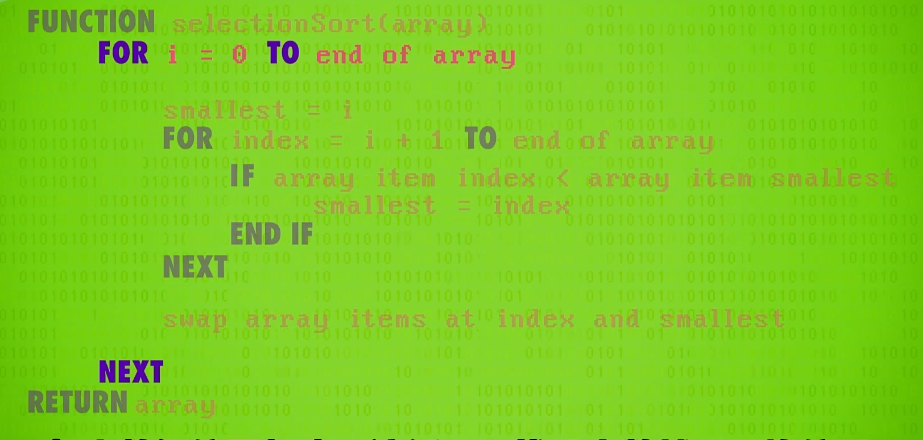 FUNCTION selectionSort(array)
FOR i = 0 TO end of array
smallest = i
FOR index = i + 1 TO end of array
IF array item index < array item smallest
smallest = index
END IF
NEXT
swap array items at index and smallest
NEXT
RETURN array